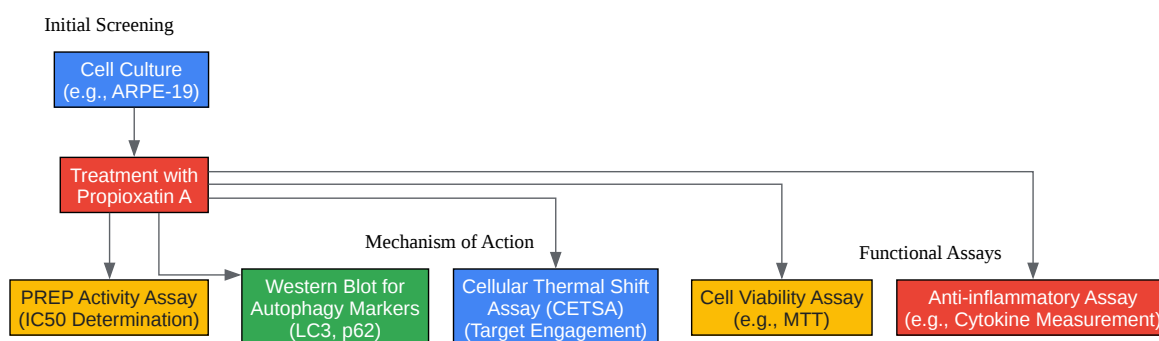 Initial Screening
Cell Culture
(e.g., ARPE-19)
Treatment with
Propioxatin A
Mechanism of Action
Functional Assays
PREP Activity Assay
(IC50 Determination)
Western Blot for
Autophagy Markers
(LC3, p62)
Cellular Thermal Shift
Assay (CETSA)
(Target Engagement)
Cell Viability Assay
(e.g., MTT)
Anti-inflammatory Assay
(e.g., Cytokine Measurement)